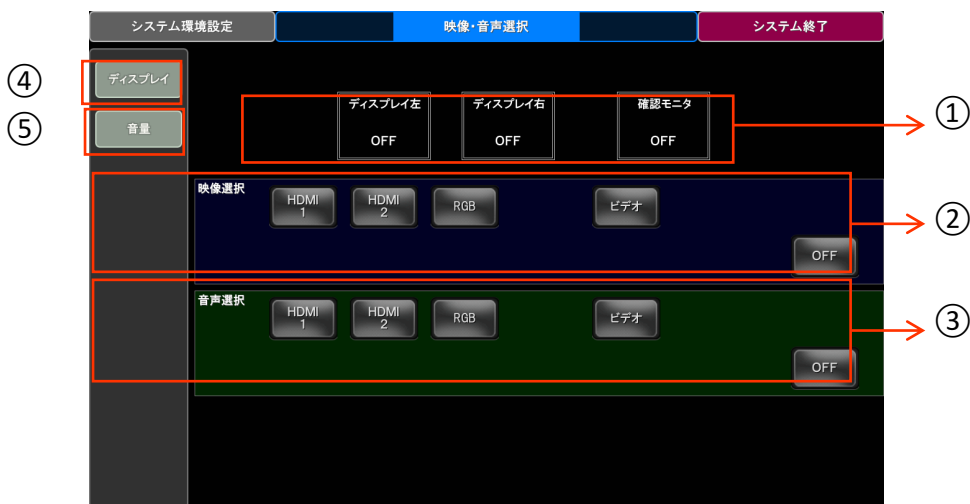 システム環境設定
映像・音声選択
システム終了
④
ディスプレイ
⑤
音量
ディスプレイ左
OFF
ディスプレイ右
OFF
確認モニタ
OFF
①
映像選択
HDMI
1
HDMI
2
RGB
ビデオ
OFF
②
音声選択
HDMI
1
HDMI
2
RGB
ビデオ
OFF
③